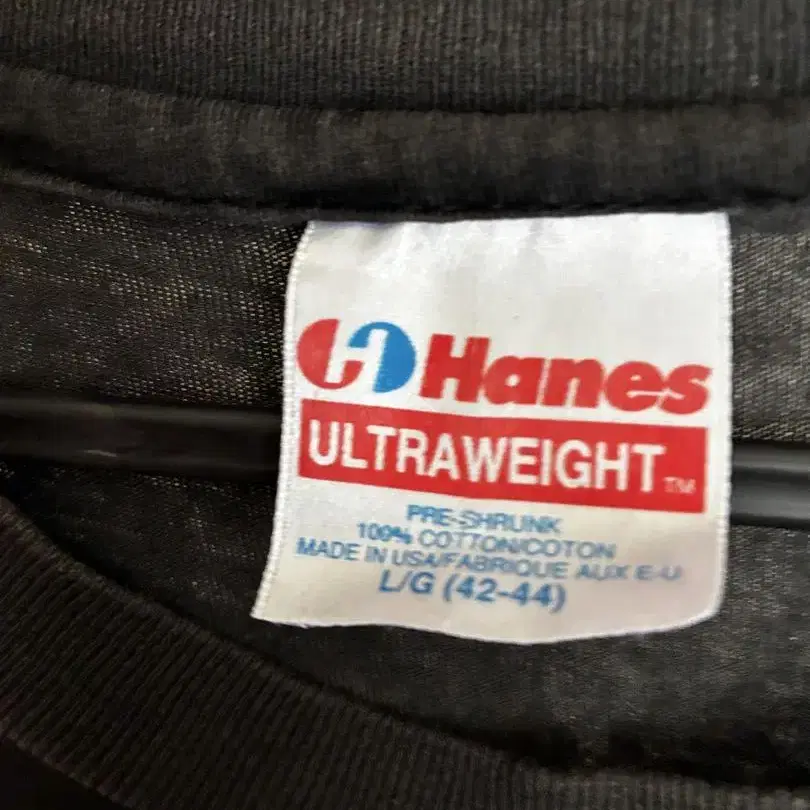 Hanes
ULTRAWEIGHT TM
PRE-SHRUNK
100% COTTON/COTON
MADE IN USA/FABRIQUE AUX E-U
L/G (42-44)